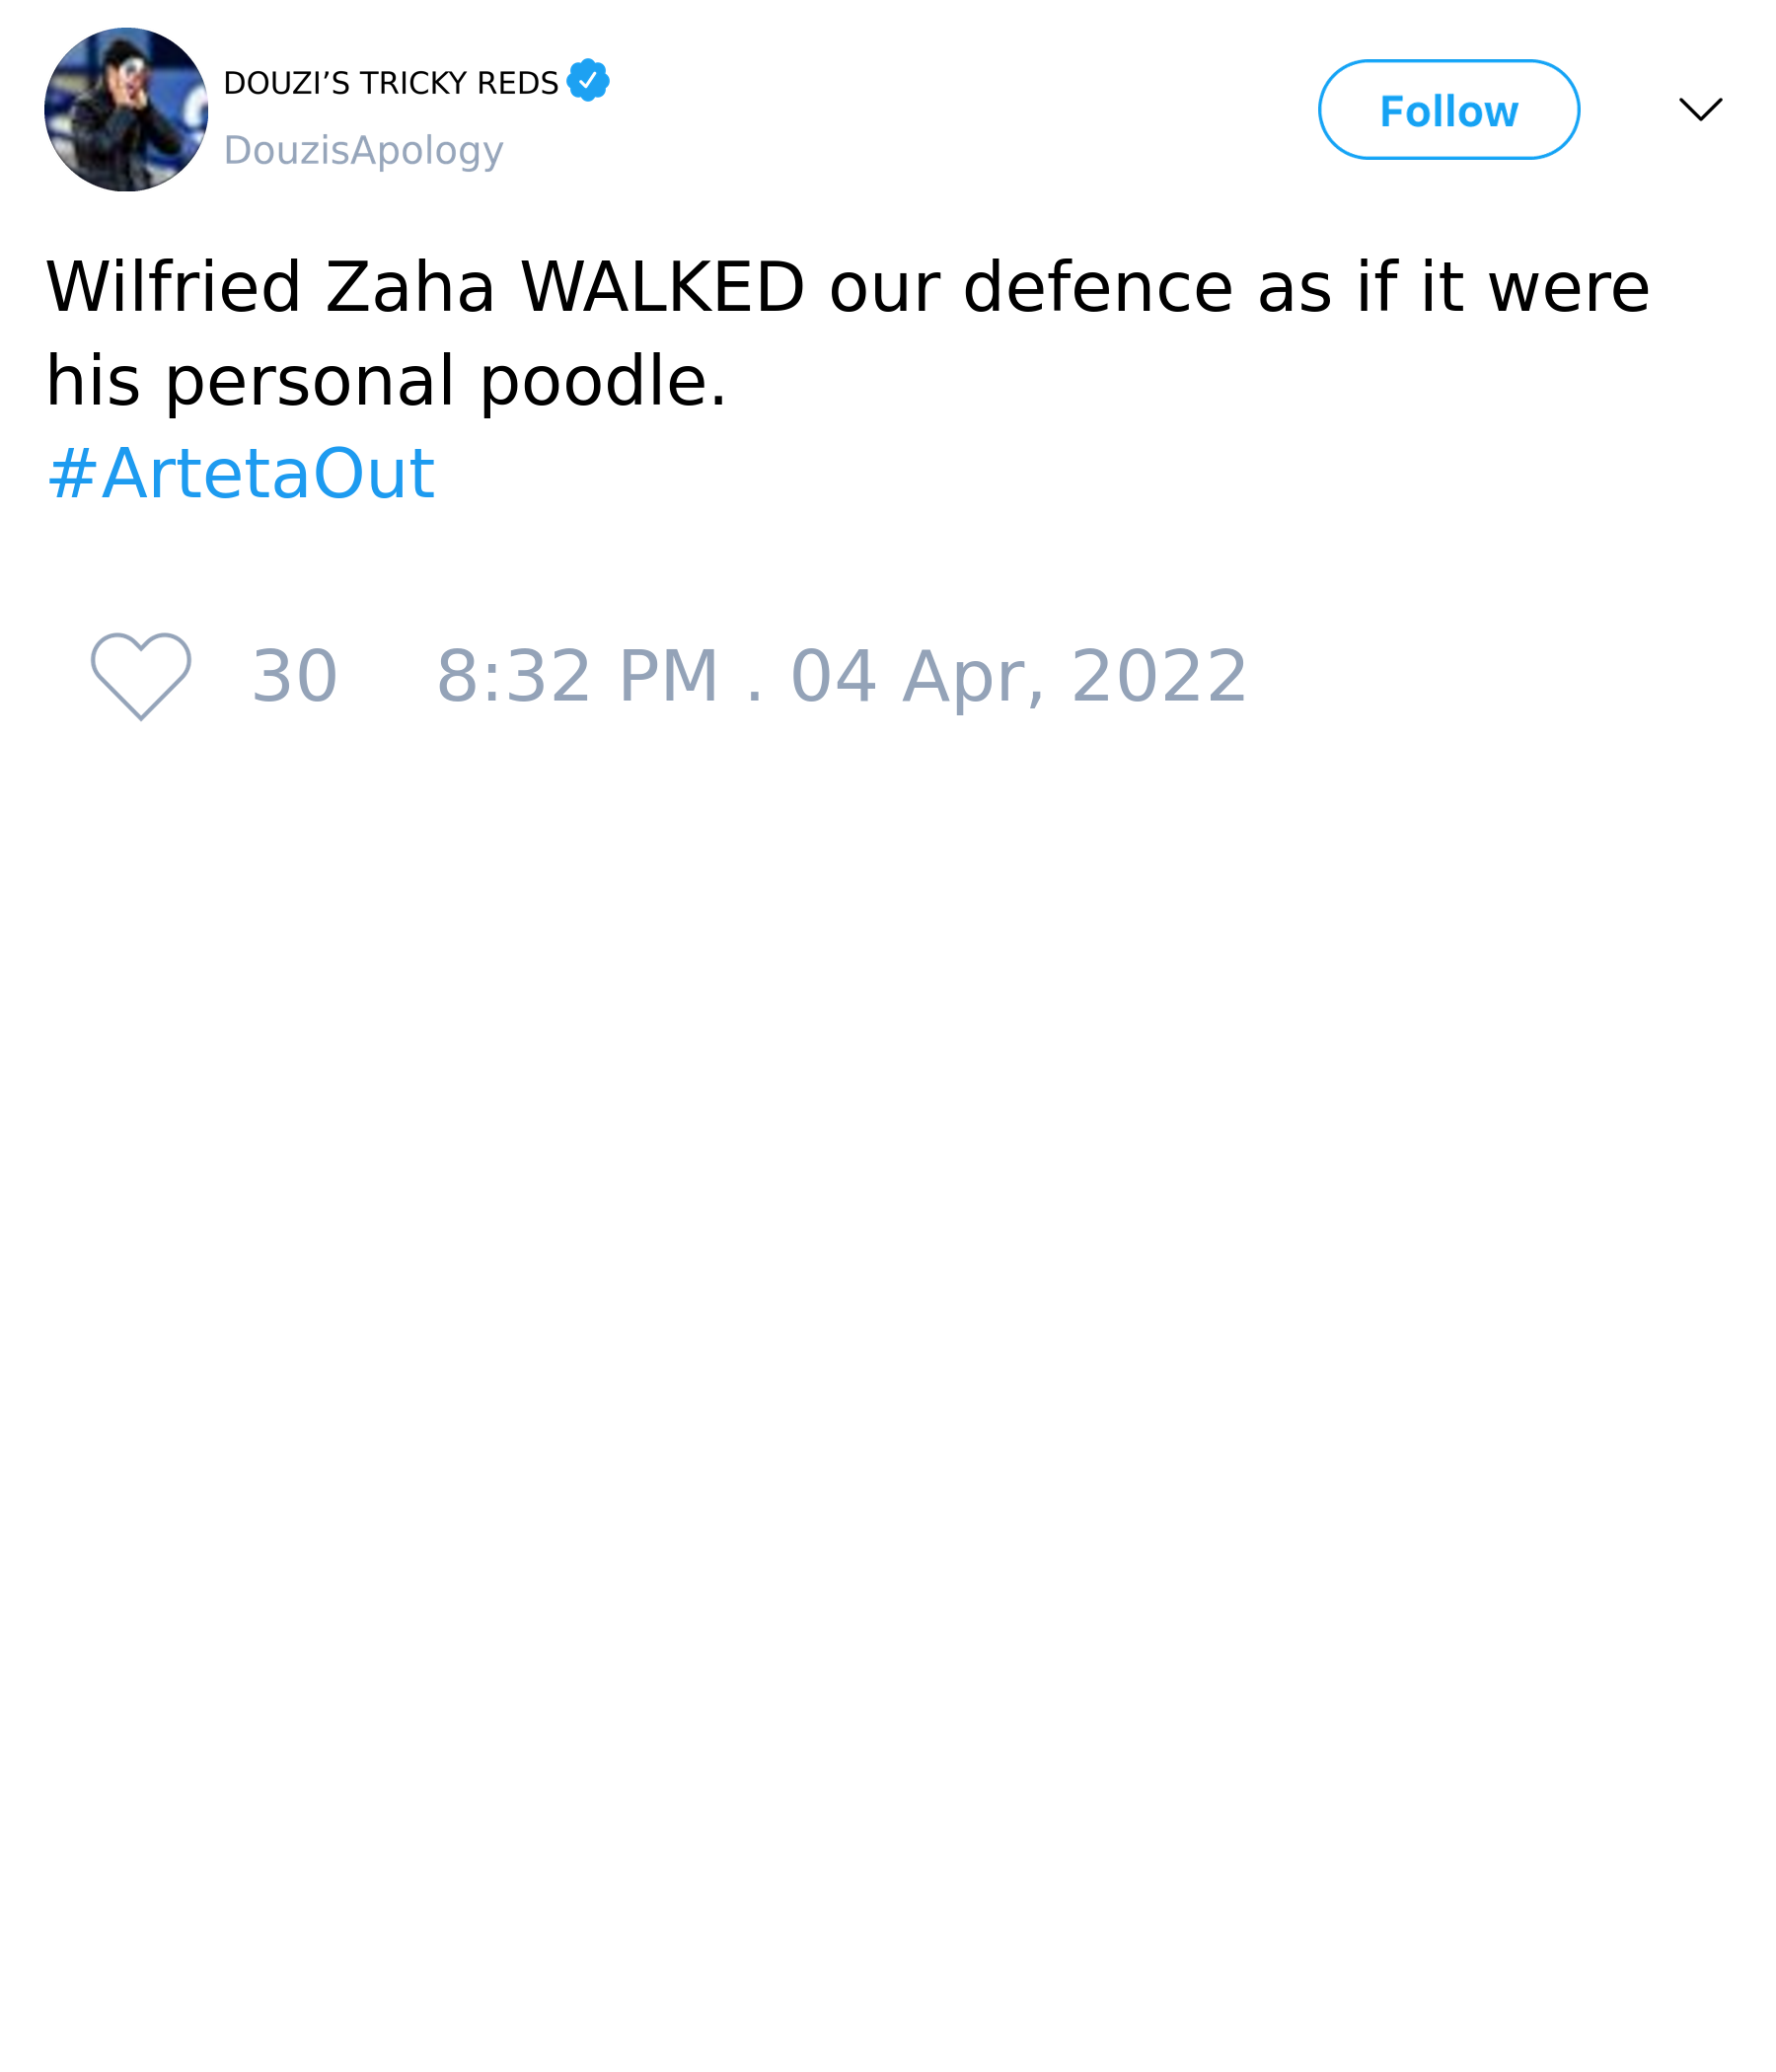 DOUZI’S TRICKY REDS
DouzisApology
Follow
Wilfried Zaha WALKED our defence as if it were
his personal poodle.
#ArtetaOut
30 8:32 PM . 04 Apr, 2022